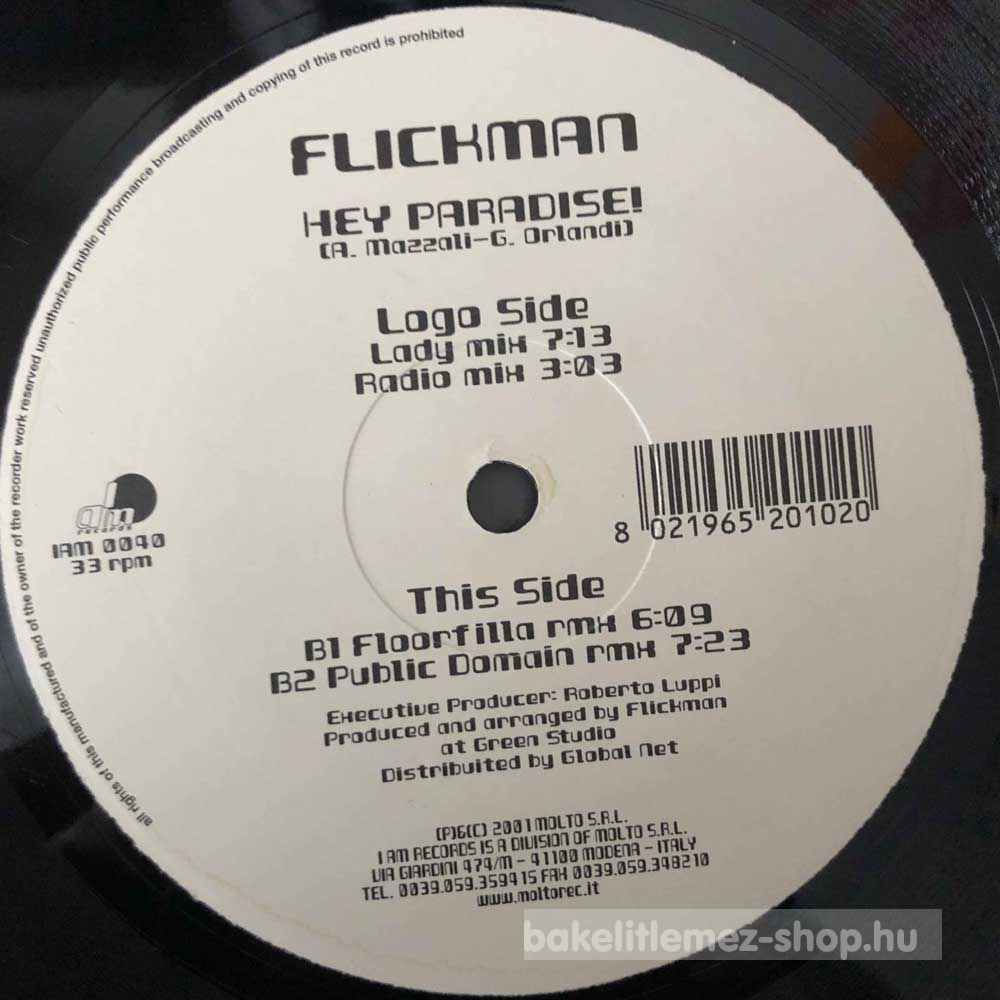 all rights of this manufactured and of the owner of the recorder work reserved unauthorized public performance broadcasting and copying of this record is prohibited
FLICKMAN
HEY PARADISE!
(A. Mazzali-G. Orlandi)
Logo Side
Lady mix 7:13
Radio mix 3:03
records
IAM 0040
33 rpm
8 021965 201020
This Side
B1 Floorfilla rmx 6:09
B2 Public Domain rmx 7:23
Executive Producer: Roberto Luppi
Produced and arranged by Flickman
at Green Studio
Distribuited by Global Net
(P)&(C) 2001 MOLTO S.R.L.
I AM RECORDS IS A DIVISION OF MOLTO S.R.L.
VIA GIARDINI 474/M - 41100 MODENA - ITALY
TEL. 0039.059.359415 FAX 0039.059.348210
www.moltorec.it
bakelitlemez-shop.hu